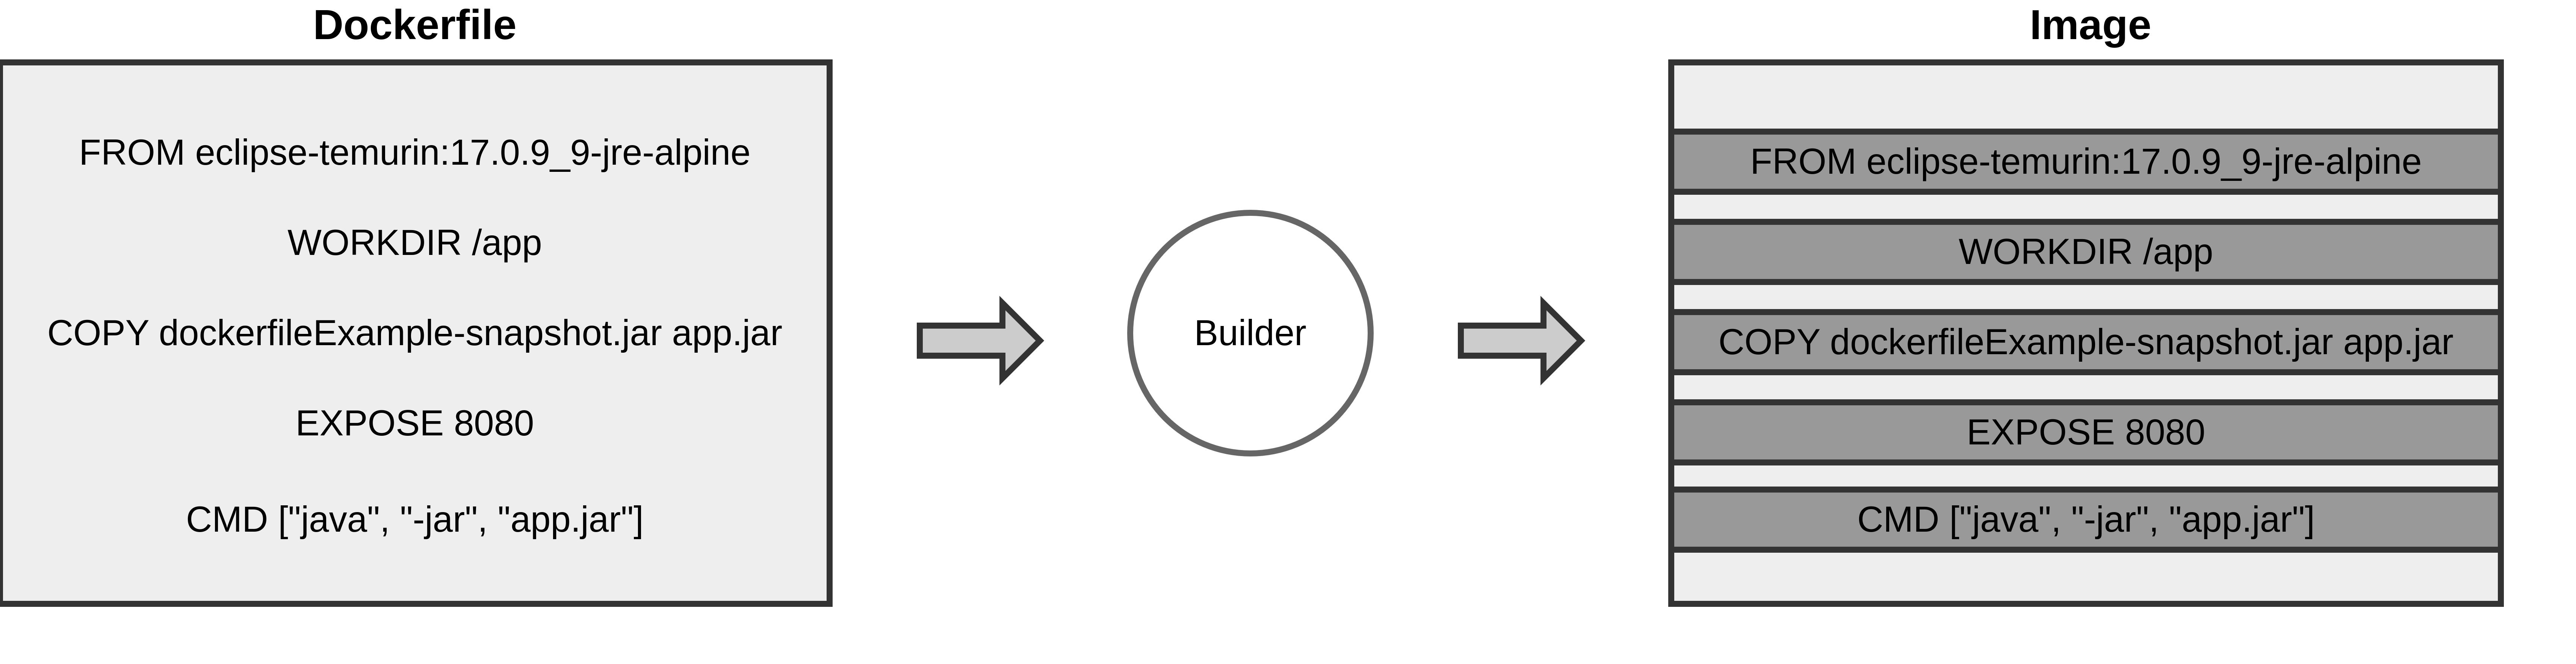 Dockerfile
FROM eclipse-temurin:17.0.9_9-jre-alpine
WORKDIR /app
COPY dockerfileExample-snapshot.jar app.jar
EXPOSE 8080
CMD ["java", "-jar", "app.jar"]
Builder
Image
FROM eclipse-temurin:17.0.9_9-jre-alpine
WORKDIR /app
COPY dockerfileExample-snapshot.jar app.jar
EXPOSE 8080
CMD ["java", "-jar", "app.jar"]